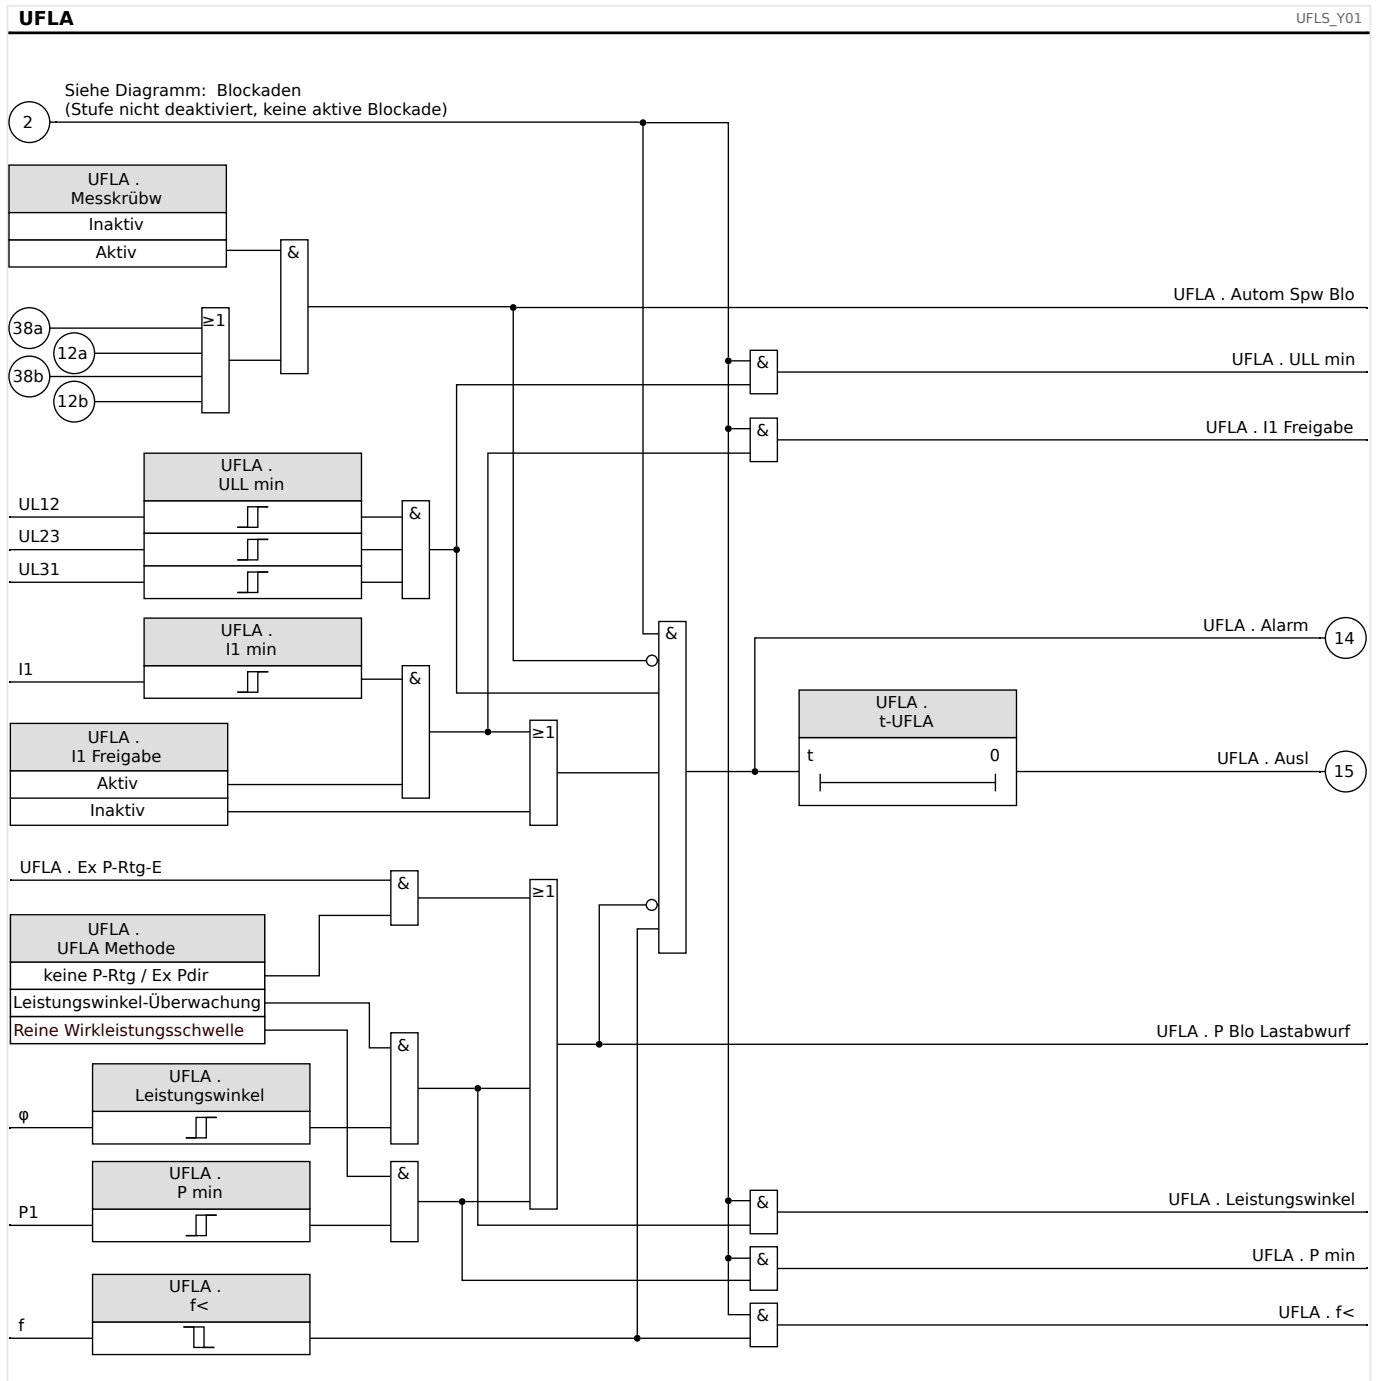 UFLA
UFLS_Y01
Siehe Diagramm: Blockaden
(Stufe nicht deaktiviert, keine aktive Blockade)
2
UFLA .
Messkrübw
Inaktiv
Aktiv
&
UFLA . Autom Spw Blo
38a
12a
38b
12b
≥1
&
UFLA . ULL min
&
UFLA . I1 Freigabe
UFLA .
ULL min
UL12
UL23
UL31
&
UFLA .
I1 min
I1
&
UFLA .
I1 Freigabe
Aktiv
Inaktiv
≥1
&
UFLA . Alarm
14
UFLA .
t-UFLA
t
0
UFLA . Ausl
15
UFLA . Ex P-Rtg-E
&
≥1
UFLA .
UFLA Methode
keine P-Rtg / Ex Pdir
Leistungswinkel-Überwachung
Reine Wirkleistungsschwelle
&
UFLA . P Blo Lastabwurf
UFLA .
Leistungswinkel
φ
UFLA .
P min
P1
&
&
UFLA . Leistungswinkel
&
UFLA . P min
UFLA .
f<
f
&
UFLA . f<